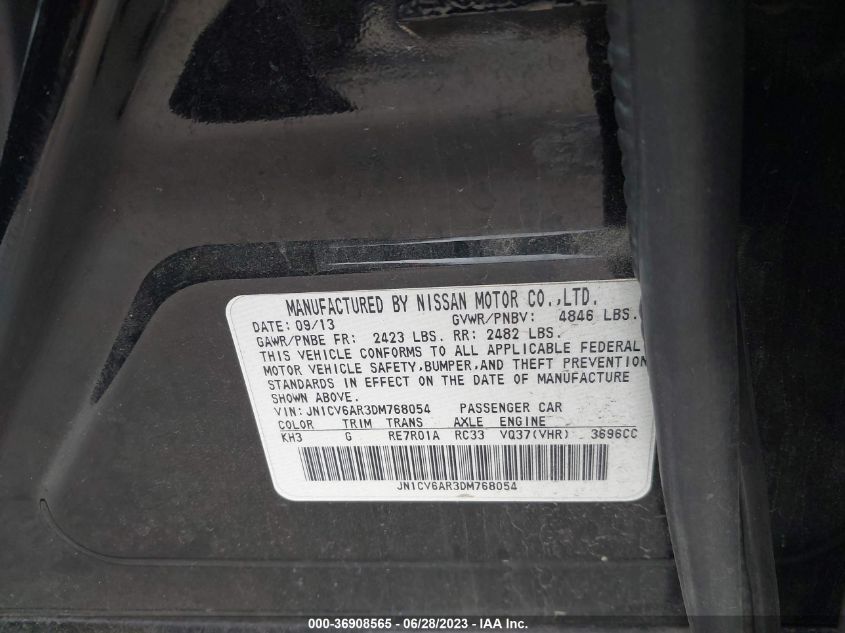 MANUFACTURED BY NISSAN MOTOR CO.,LTD.
DATE: 09/13 GVWR/PNBV: 4846 LBS.
GAWR/PNBE FR: 2423 LBS. RR: 2482 LBS.
THIS VEHICLE CONFORMS TO ALL APPLICABLE FEDERAL
MOTOR VEHICLE SAFETY,BUMPER,AND THEFT PREVENTION
STANDARDS IN EFFECT ON THE DATE OF MANUFACTURE
SHOWN ABOVE.
VIN: JN1CV6AR3DM768054 PASSENGER CAR
COLOR TRIM TRANS AXLE ENGINE
KH3 G RE7R01A RC33 VQ37(VHR) 3696CC
JN1CV6AR3DM768054
000-36908565 - 06/28/2023 - IAA Inc.